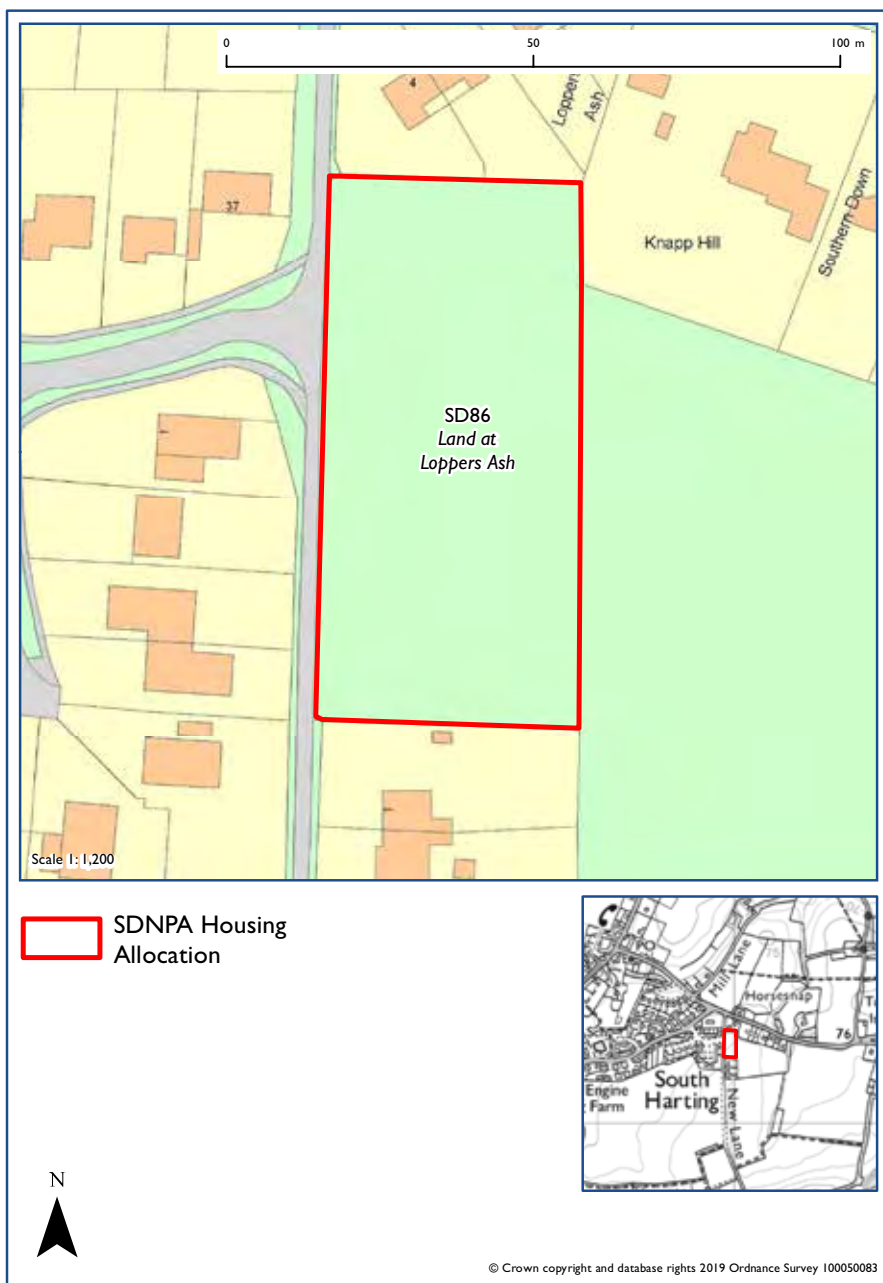 0 50 100 m
4
Loppers
Ash
37
Knapp Hill
Southern Down
SD86
Land at
Loppers Ash
Scale 1:1,200
SDNPA Housing
Allocation
75
Mill Lane
Horsesnap
76
South
Harting
Engine
Farm
New Lane
N
© Crown copyright and database rights 2019 Ordnance Survey 100050083